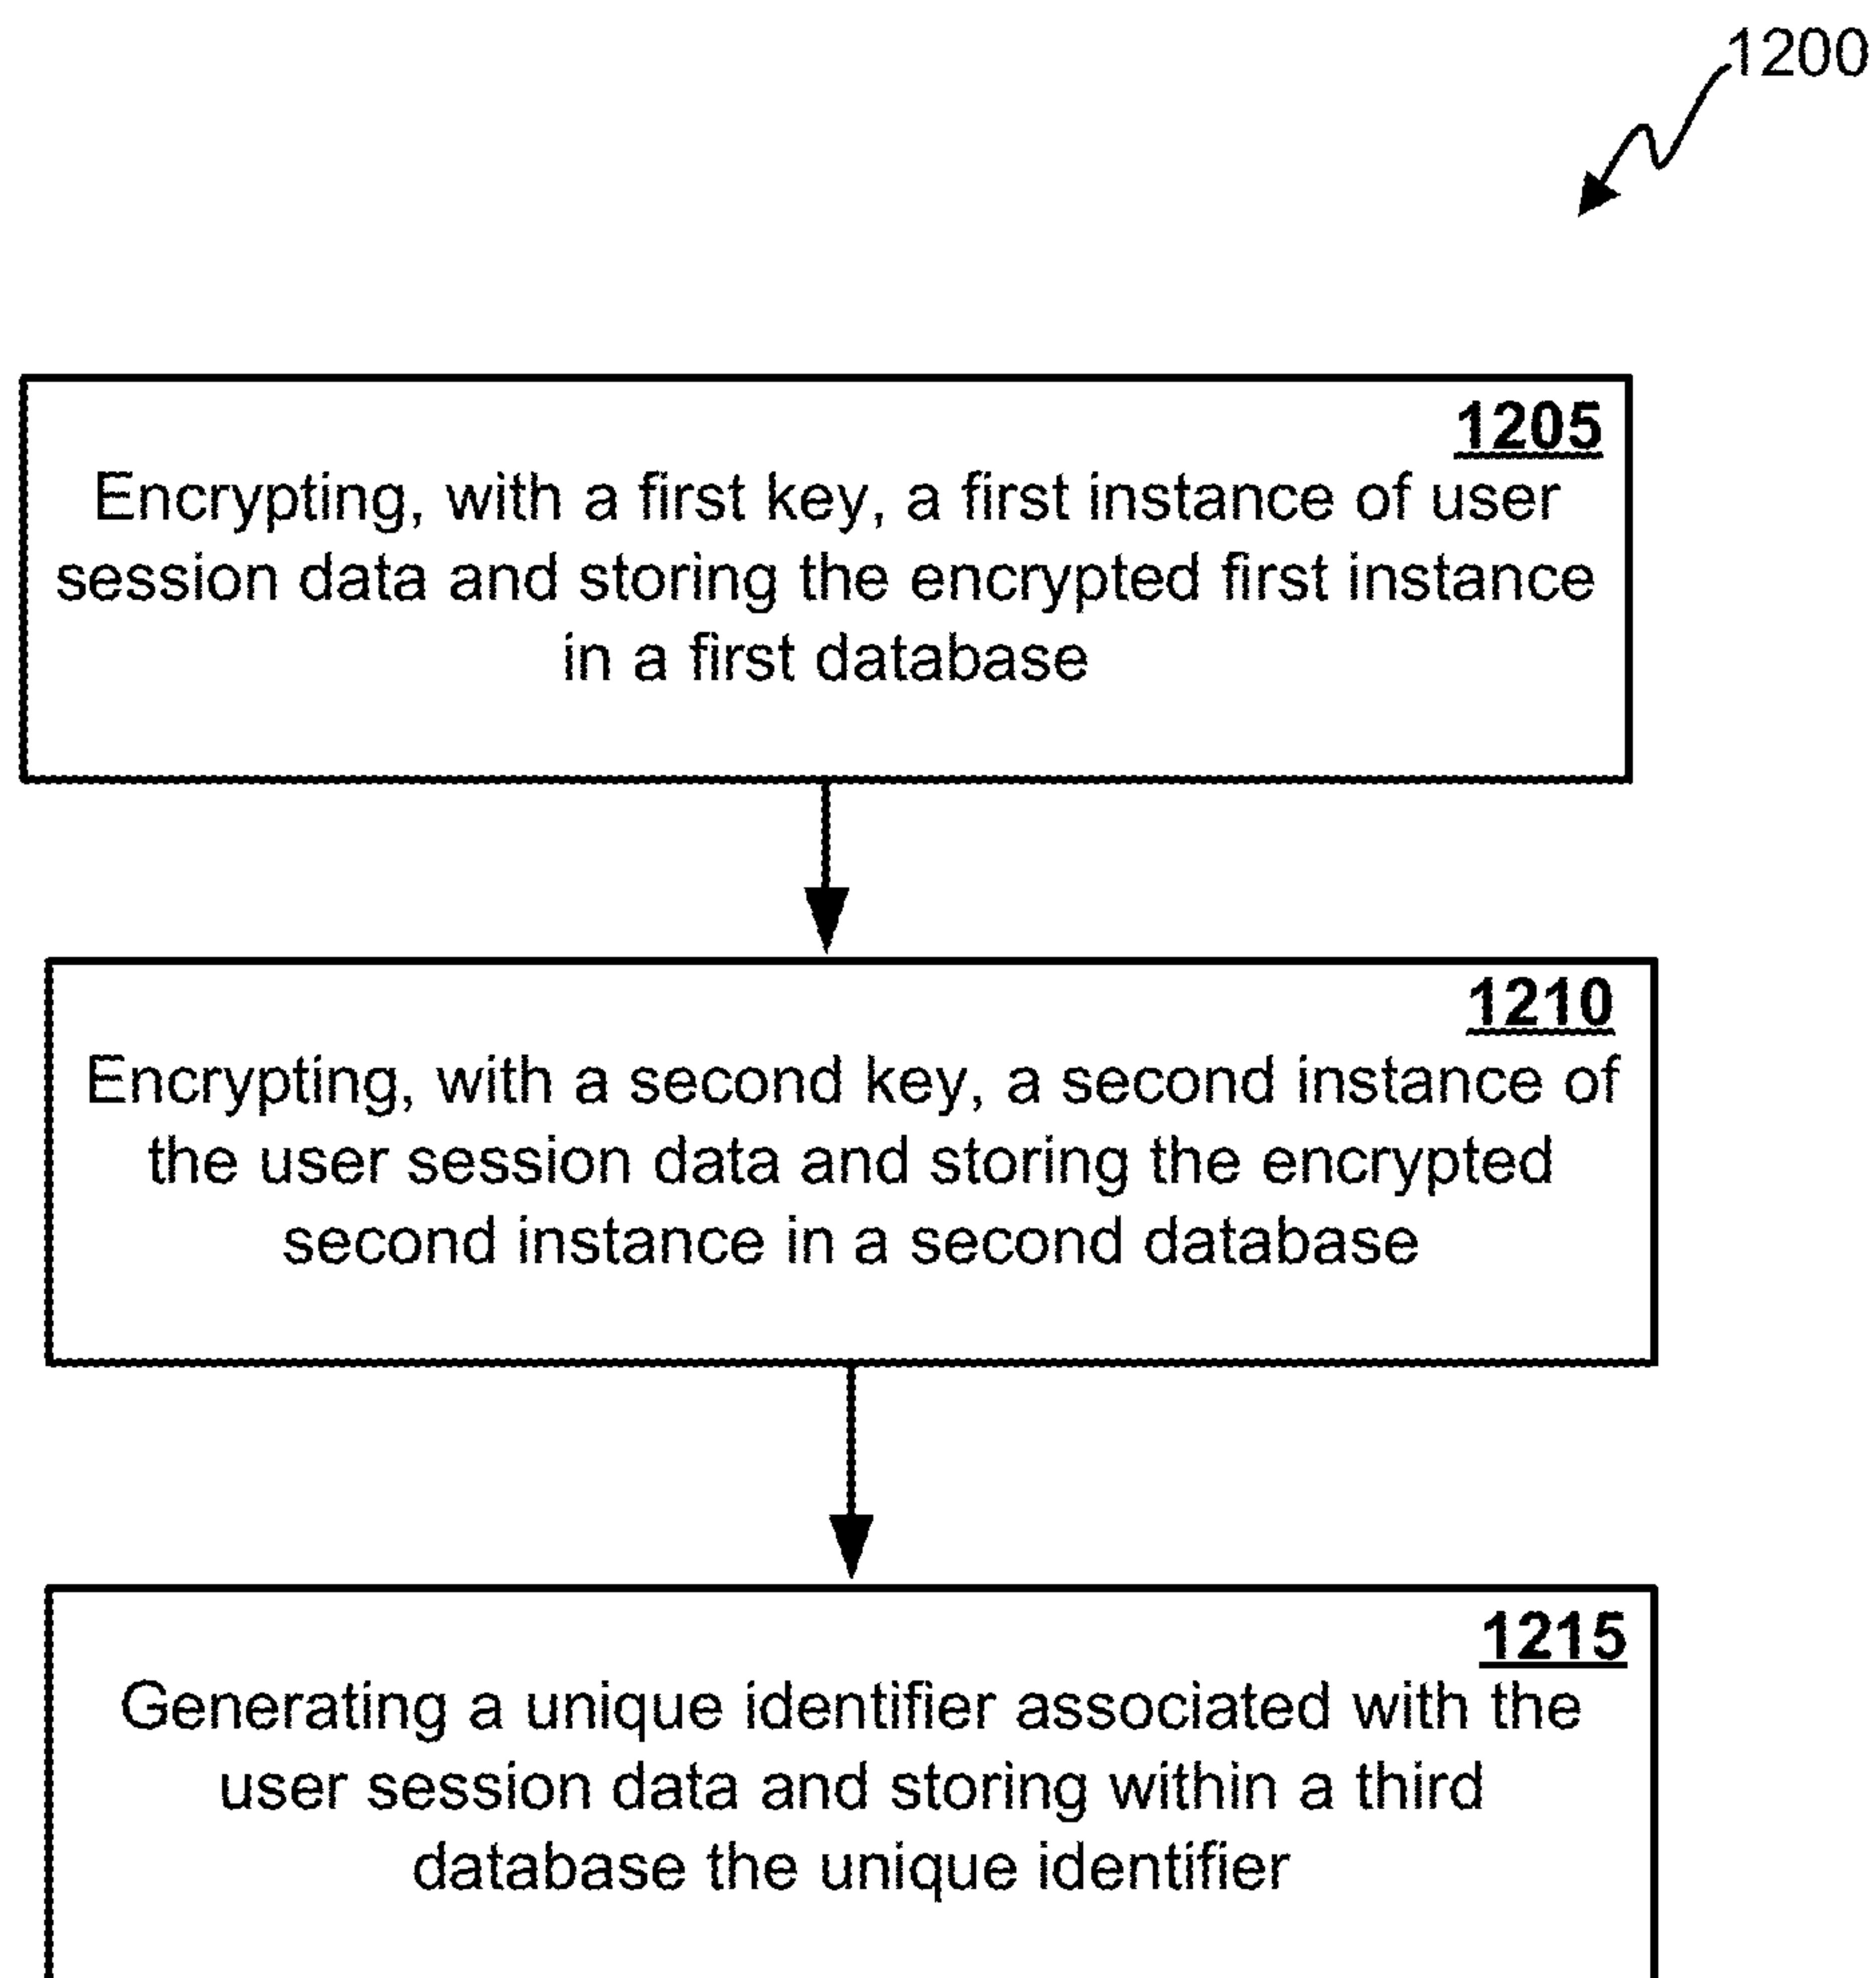 1200
1205
Encrypting, with a first key, a first instance of user
session data and storing the encrypted first instance
in a first database
1210
Encrypting, with a second key, a second instance of
the user session data and storing the encrypted
second instance in a second database
1215
Generating a unique identifier associated with the
user session data and storing within a third
database the unique identifier